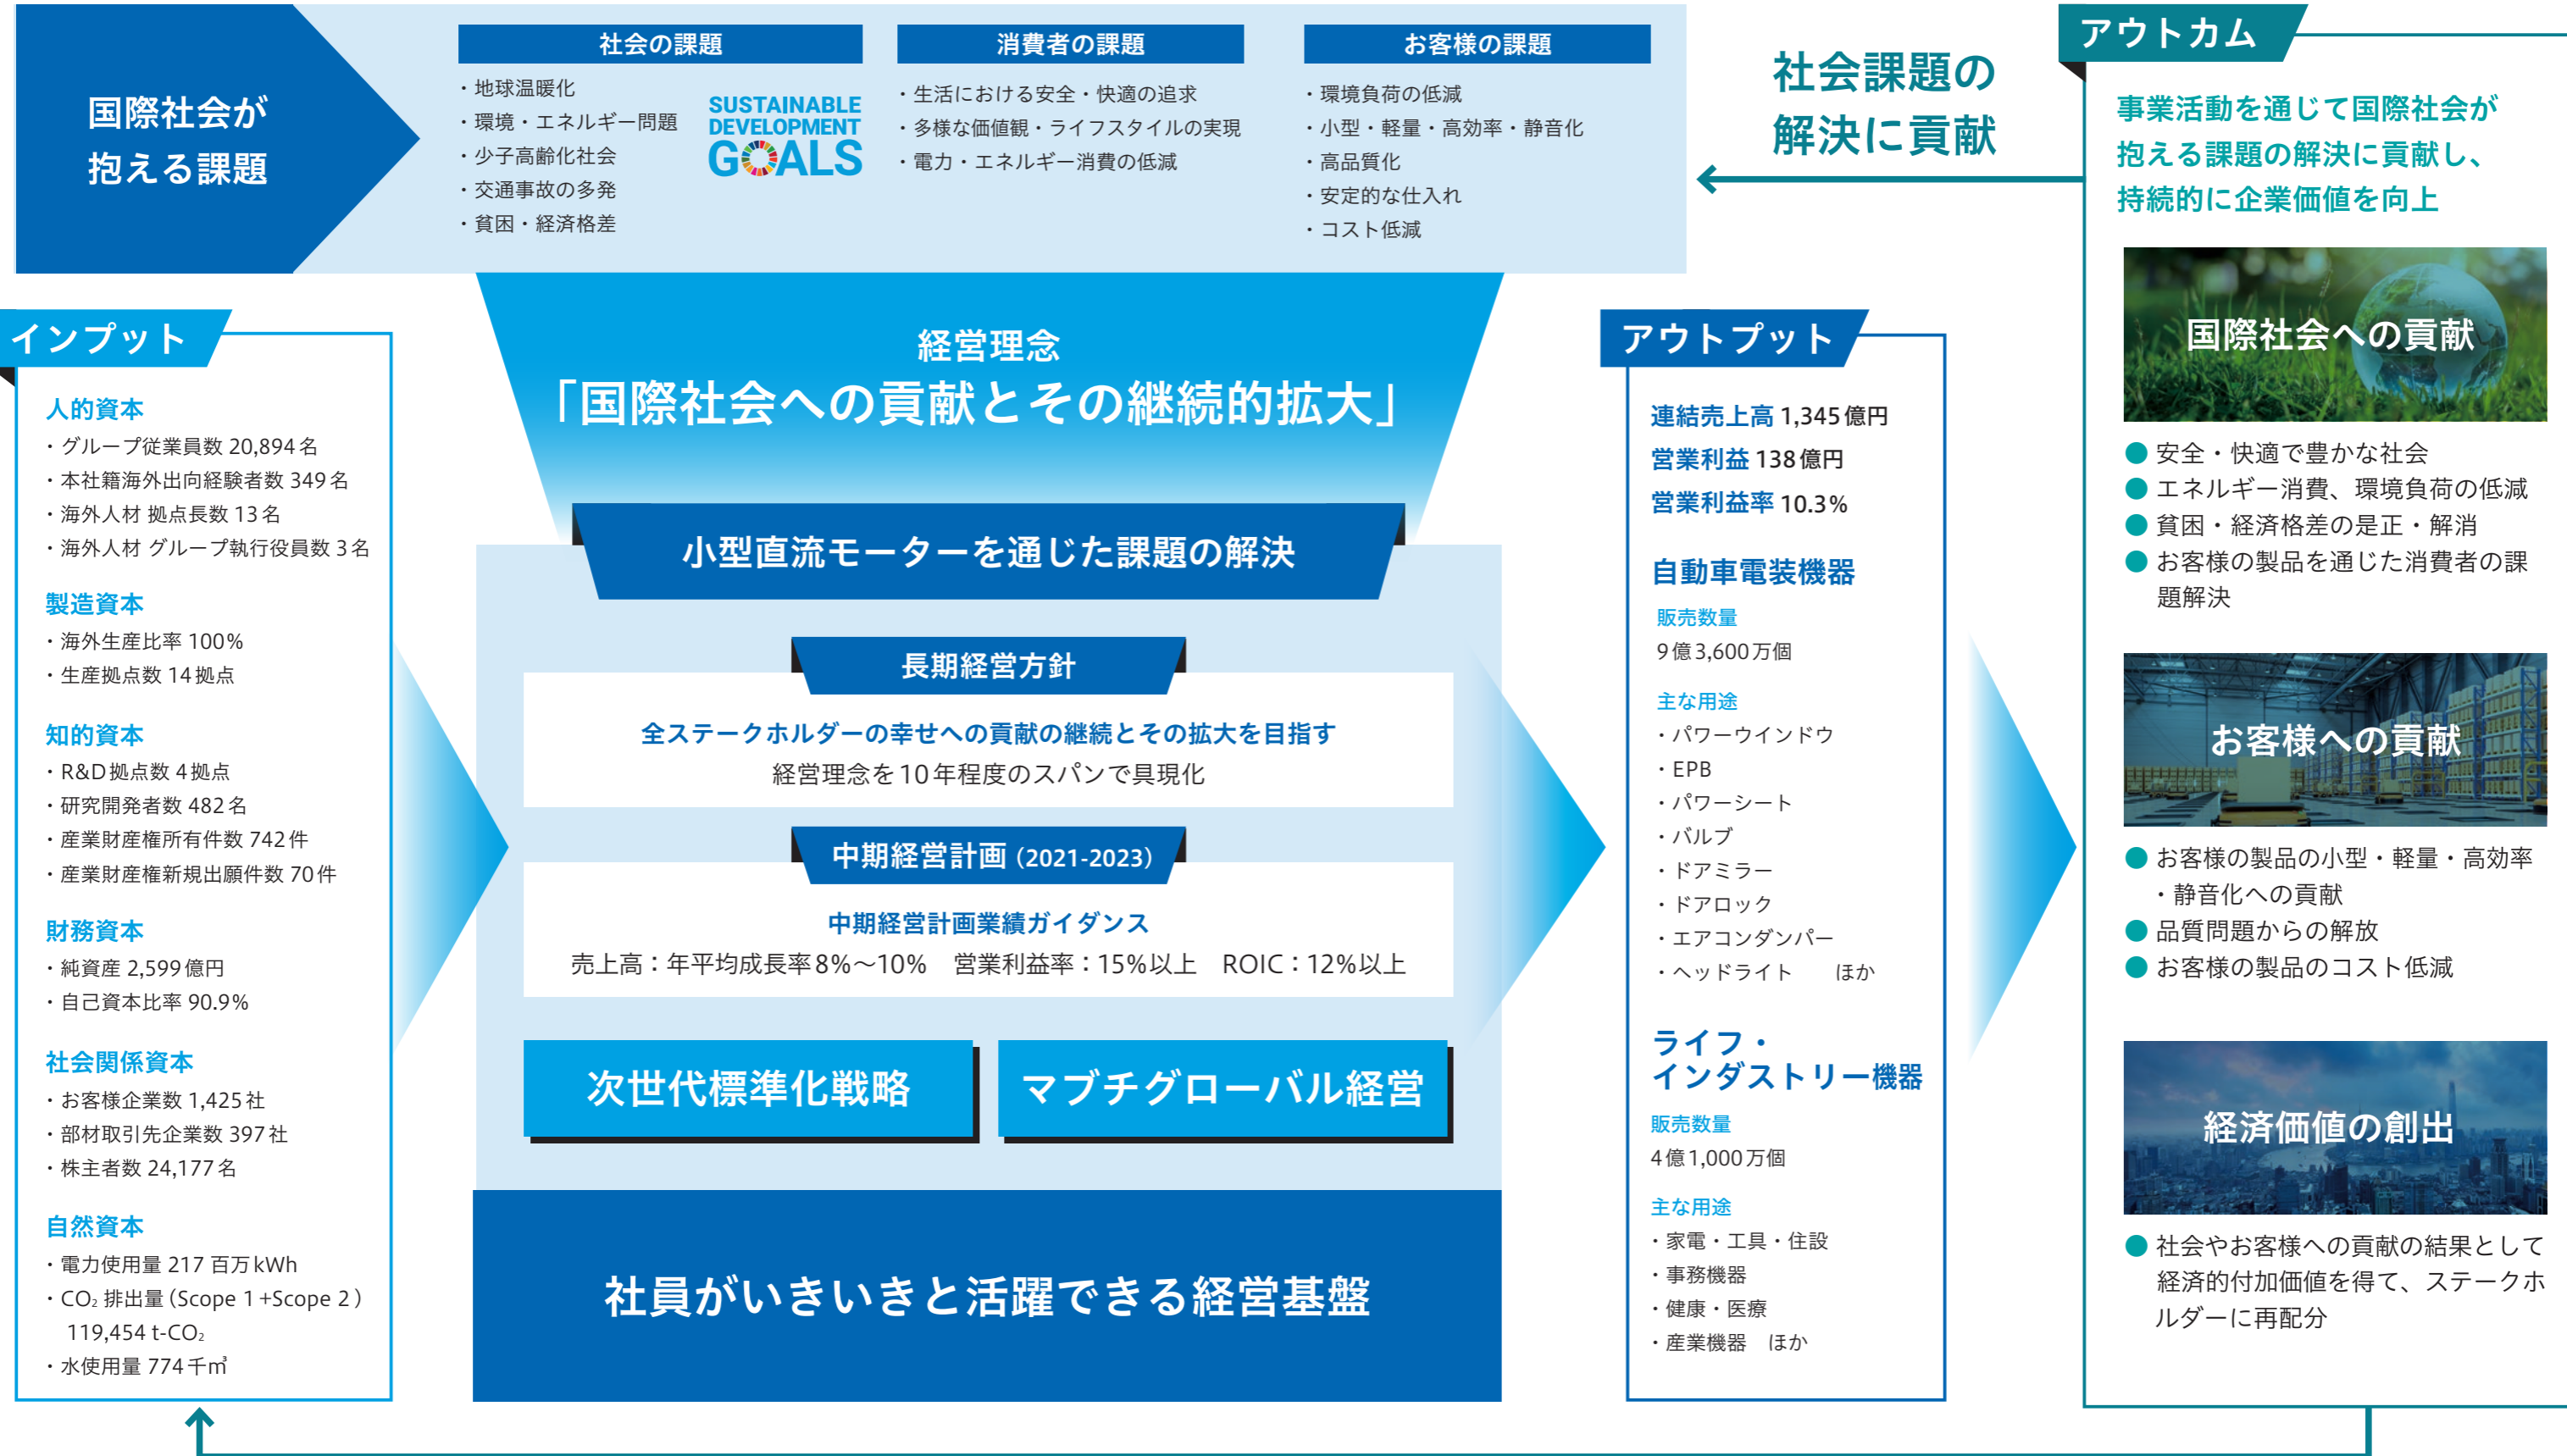 国際社会が
抱える課題
社会の課題
・地球温暖化
・環境・エネルギー問題
・少子高齢化社会
・交通事故の多発
・貧困・経済格差
SUSTAINABLE
DEVELOPMENT
GOALS
消費者の課題
・生活における安全・快適の追求
・多様な価値観・ライフスタイルの実現
・電力・エネルギー消費の低減
お客様の課題
・環境負荷の低減
・小型・軽量・高効率・静音化
・高品質化
・安定的な仕入れ
・コスト低減
社会課題の
解決に貢献
インプット
人的資本
・グループ従業員数 20,894名
・本社籍海外出向経験者数 349名
・海外人材 拠点長数 13名
・海外人材 グループ執行役員数 3名
製造資本
・海外生産比率 100%
・生産拠点数 14拠点
知的資本
・R&D拠点数 4拠点
・研究開発者数 482名
・産業財産権所有件数 742件
・産業財産権新規出願件数 70件
財務資本
・純資産 2,599億円
・自己資本比率 90.9%
社会関係資本
・お客様企業数 1,425社
・部材取引先企業数 397社
・株主者数 24,177名
自然資本
・電力使用量 217 百万kWh
・CO₂ 排出量（Scope 1+Scope 2）
119,454 t-CO₂
・水使用量 774千㎥
経営理念
「国際社会への貢献とその継続的拡大」
小型直流モーターを通じた課題の解決
長期経営方針
全ステークホルダーの幸せへの貢献の継続とその拡大を目指す
経営理念を10年程度のスパンで具現化
中期経営計画（2021-2023）
中期経営計画業績ガイダンス
売上高：年平均成長率8%～10%　営業利益率：15%以上　ROIC：12%以上
次世代標準化戦略
マブチグローバル経営
社員がいきいきと活躍できる経営基盤
アウトプット
連結売上高 1,345億円
営業利益 138億円
営業利益率 10.3%
自動車電装機器
販売数量
9億3,600万個
主な用途
・パワーウインドウ
・EPB
・パワーシート
・バルブ
・ドアミラー
・ドアロック
・エアコンダンパー
・ヘッドライト　ほか
ライフ・
インダストリー機器
販売数量
4億1,000万個
主な用途
・家電・工具・住設
・事務機器
・健康・医療
・産業機器　ほか
アウトカム
事業活動を通じて国際社会が
抱える課題の解決に貢献し、
持続的に企業価値を向上
国際社会への貢献
● 安全・快適で豊かな社会
● エネルギー消費、環境負荷の低減
● 貧困・経済格差の是正・解消
● お客様の製品を通じた消費者の課
題解決
お客様への貢献
● お客様の製品の小型・軽量・高効率
・静音化への貢献
● 品質問題からの解放
● お客様の製品のコスト低減
経済価値の創出
● 社会やお客様への貢献の結果として
経済的付加価値を得て、ステークホ
ルダーに再配分